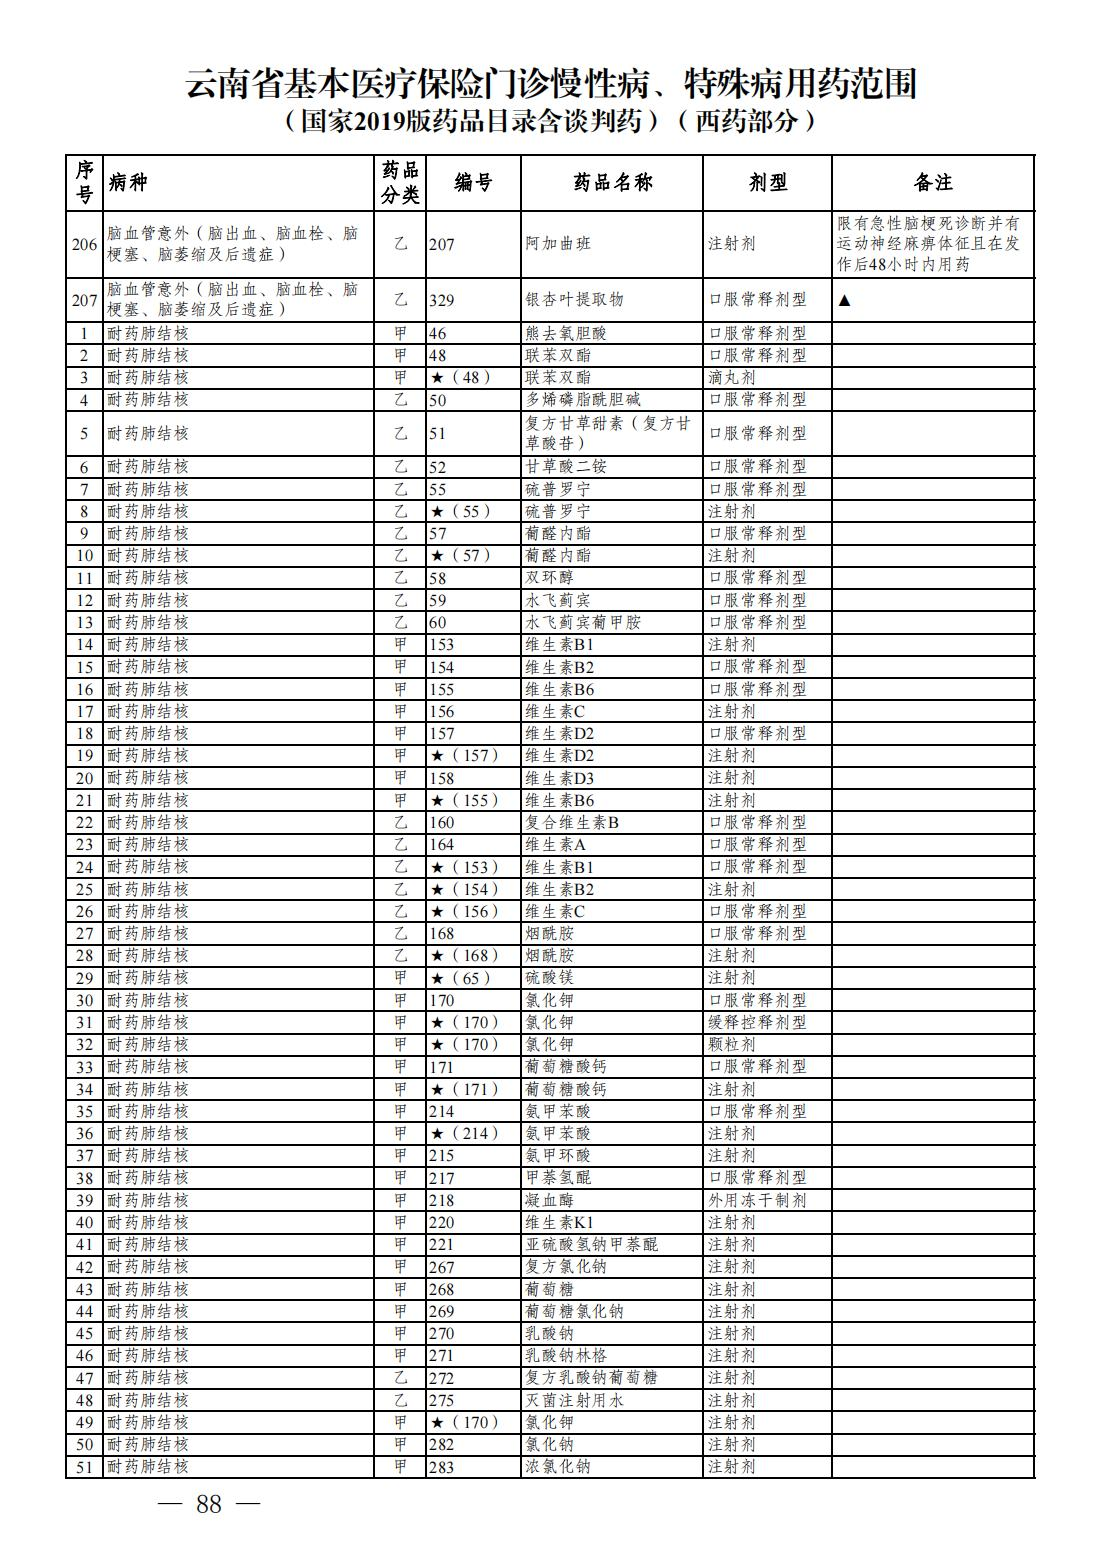 云南省基本医疗保险门诊慢性病、特殊病用药范围
（国家2019版药品目录含谈判药）（西药部分）
序号 病种 药品分类 编号 药品名称 剂型 备注
206 脑血管意外（脑出血、脑血栓、脑梗塞、脑萎缩及后遗症） 乙 207 阿加曲班 注射剂 限有急性脑梗死诊断并有运动神经麻痹体征且在发作后48小时内用药
207 脑血管意外（脑出血、脑血栓、脑梗塞、脑萎缩及后遗症） 乙 329 银杏叶提取物 口服常释剂型 ▲
1 耐药肺结核 甲 46 熊去氧胆酸 口服常释剂型
2 耐药肺结核 甲 48 联苯双酯 口服常释剂型
3 耐药肺结核 甲 ★（48） 联苯双酯 滴丸剂
4 耐药肺结核 乙 50 多烯磷脂酰胆碱 口服常释剂型
5 耐药肺结核 乙 51 复方甘草甜素（复方甘草酸苷） 口服常释剂型
6 耐药肺结核 乙 52 甘草酸二铵 口服常释剂型
7 耐药肺结核 乙 55 硫普罗宁 口服常释剂型
8 耐药肺结核 乙 ★（55） 硫普罗宁 注射剂
9 耐药肺结核 乙 57 葡醛内酯 口服常释剂型
10 耐药肺结核 乙 ★（57） 葡醛内酯 注射剂
11 耐药肺结核 乙 58 双环醇 口服常释剂型
12 耐药肺结核 乙 59 水飞蓟宾 口服常释剂型
13 耐药肺结核 乙 60 水飞蓟宾葡甲胺 口服常释剂型
14 耐药肺结核 甲 153 维生素B1 注射剂
15 耐药肺结核 甲 154 维生素B2 口服常释剂型
16 耐药肺结核 甲 155 维生素B6 口服常释剂型
17 耐药肺结核 甲 156 维生素C 注射剂
18 耐药肺结核 甲 157 维生素D2 口服常释剂型
19 耐药肺结核 甲 ★（157） 维生素D2 注射剂
20 耐药肺结核 甲 158 维生素D3 注射剂
21 耐药肺结核 甲 ★（155） 维生素B6 注射剂
22 耐药肺结核 乙 160 复合维生素B 口服常释剂型
23 耐药肺结核 乙 164 维生素A 口服常释剂型
24 耐药肺结核 乙 ★（153） 维生素B1 口服常释剂型
25 耐药肺结核 乙 ★（154） 维生素B2 注射剂
26 耐药肺结核 乙 ★（156） 维生素C 口服常释剂型
27 耐药肺结核 乙 168 烟酰胺 口服常释剂型
28 耐药肺结核 乙 ★（168） 烟酰胺 注射剂
29 耐药肺结核 甲 ★（65） 硫酸镁 注射剂
30 耐药肺结核 甲 170 氯化钾 口服常释剂型
31 耐药肺结核 甲 ★（170） 氯化钾 缓释控释剂型
32 耐药肺结核 甲 ★（170） 氯化钾 颗粒剂
33 耐药肺结核 甲 171 葡萄糖酸钙 口服常释剂型
34 耐药肺结核 甲 ★（171） 葡萄糖酸钙 注射剂
35 耐药肺结核 甲 214 氨甲苯酸 口服常释剂型
36 耐药肺结核 甲 ★（214） 氨甲苯酸 注射剂
37 耐药肺结核 甲 215 氨甲环酸 注射剂
38 耐药肺结核 甲 217 甲萘氢醌 口服常释剂型
39 耐药肺结核 甲 218 凝血酶 外用冻干制剂
40 耐药肺结核 甲 220 维生素K1 注射剂
41 耐药肺结核 甲 221 亚硫酸氢钠甲萘醌 注射剂
42 耐药肺结核 甲 267 复方氯化钠 注射剂
43 耐药肺结核 甲 268 葡萄糖 注射剂
44 耐药肺结核 甲 269 葡萄糖氯化钠 注射剂
45 耐药肺结核 甲 270 乳酸钠 注射剂
46 耐药肺结核 甲 271 乳酸钠林格 注射剂
47 耐药肺结核 乙 272 复方乳酸钠葡萄糖 注射剂
48 耐药肺结核 乙 275 灭菌注射用水 注射剂
49 耐药肺结核 甲 ★（170） 氯化钾 注射剂
50 耐药肺结核 甲 282 氯化钠 注射剂
51 耐药肺结核 甲 283 浓氯化钠 注射剂
— 88 —